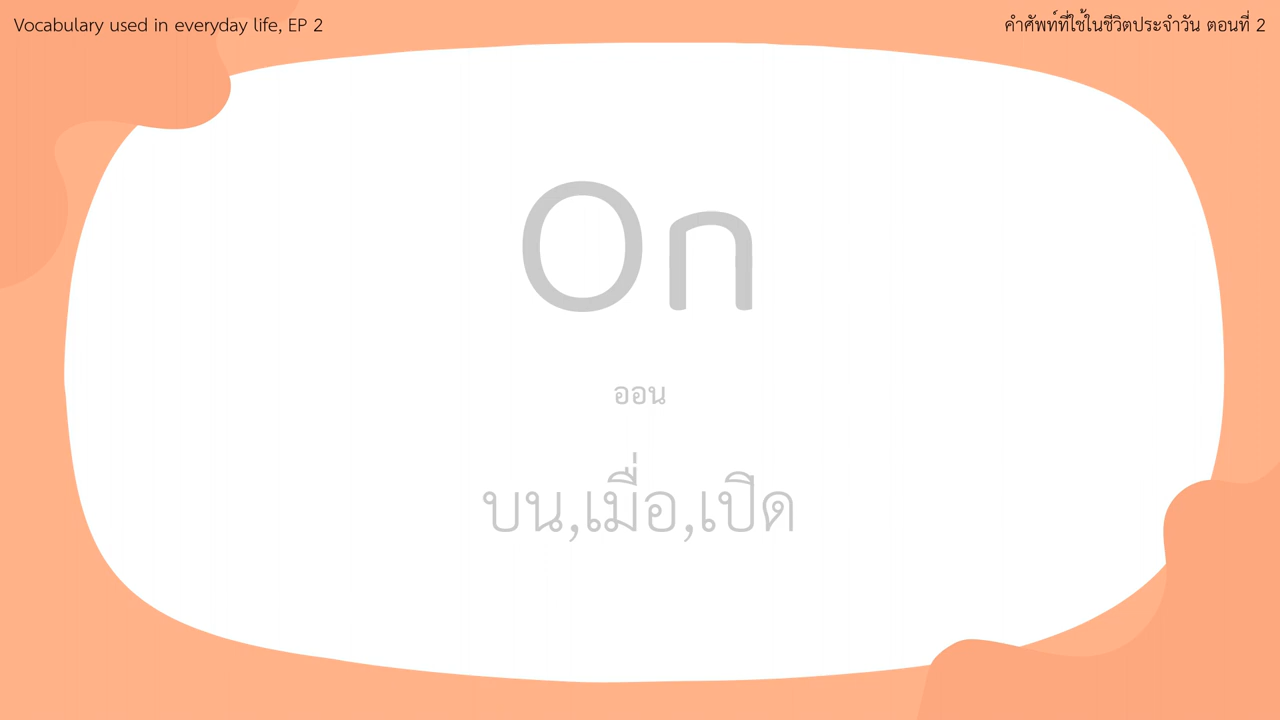 Vocabulary used in everyday life, EP 2
คำศัพท์ที่ใช้ในชีวิตประจำวัน ตอนที่ 2
On
ออน
บน,เมื่อ,เปิด